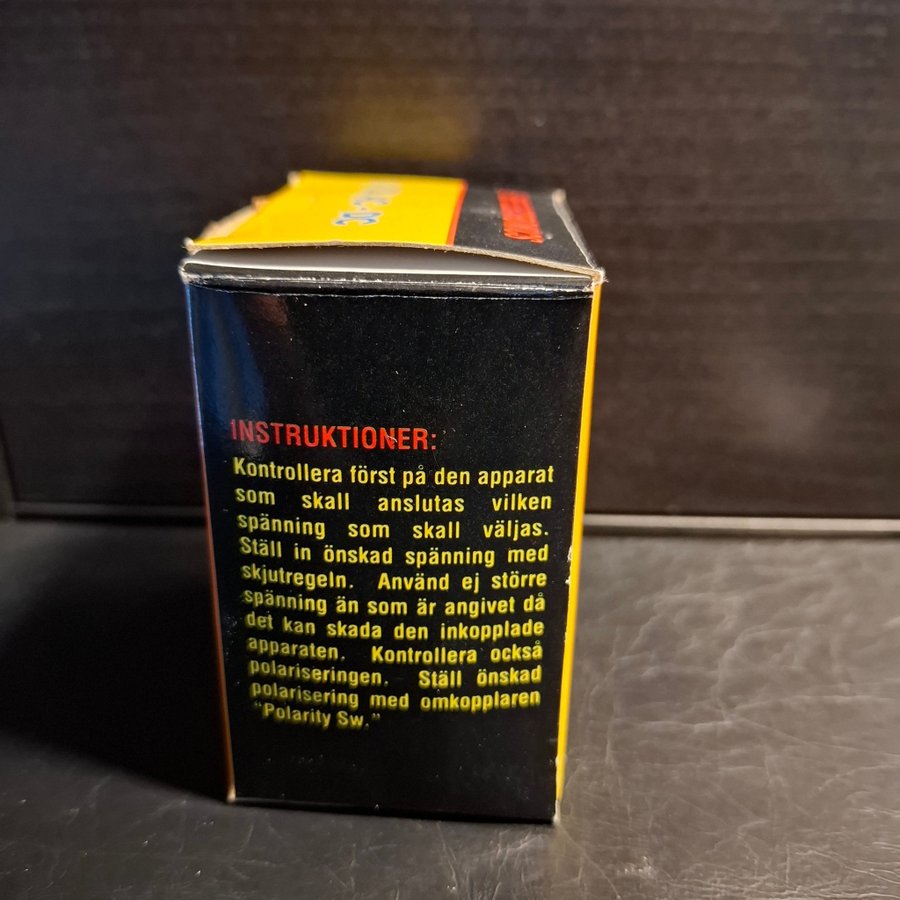 INSTRUKTIONER:
Kontrollera först på den apparat
som skall anslutas vilken
spänning som skall väljas.
Ställ in önskad spänning med
skjutregeln. Använd ej större
spänning än som är angivet då
det kan skada den inkopplade
apparaten. Kontrollera också
polariseringen. Ställ önskad
polarisering med omkopplaren
"Polarity Sw."